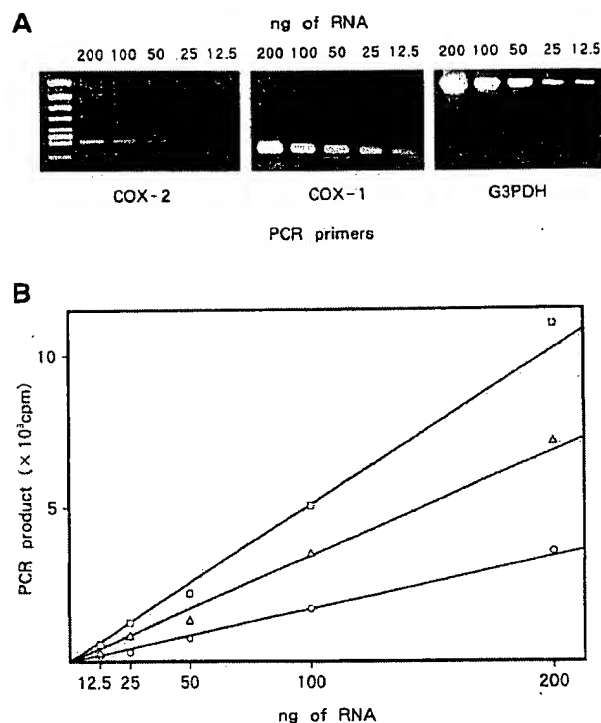 A
ng of RNA
200 100 50 25 12.5 200 100 50 25 12.5 200 100 50 25 12.5
COX-2 COX-1 G3PDH
PCR primers
B
PCR product (×10³cpm)
10
5
12.5 25 50 100 200
ng of RNA